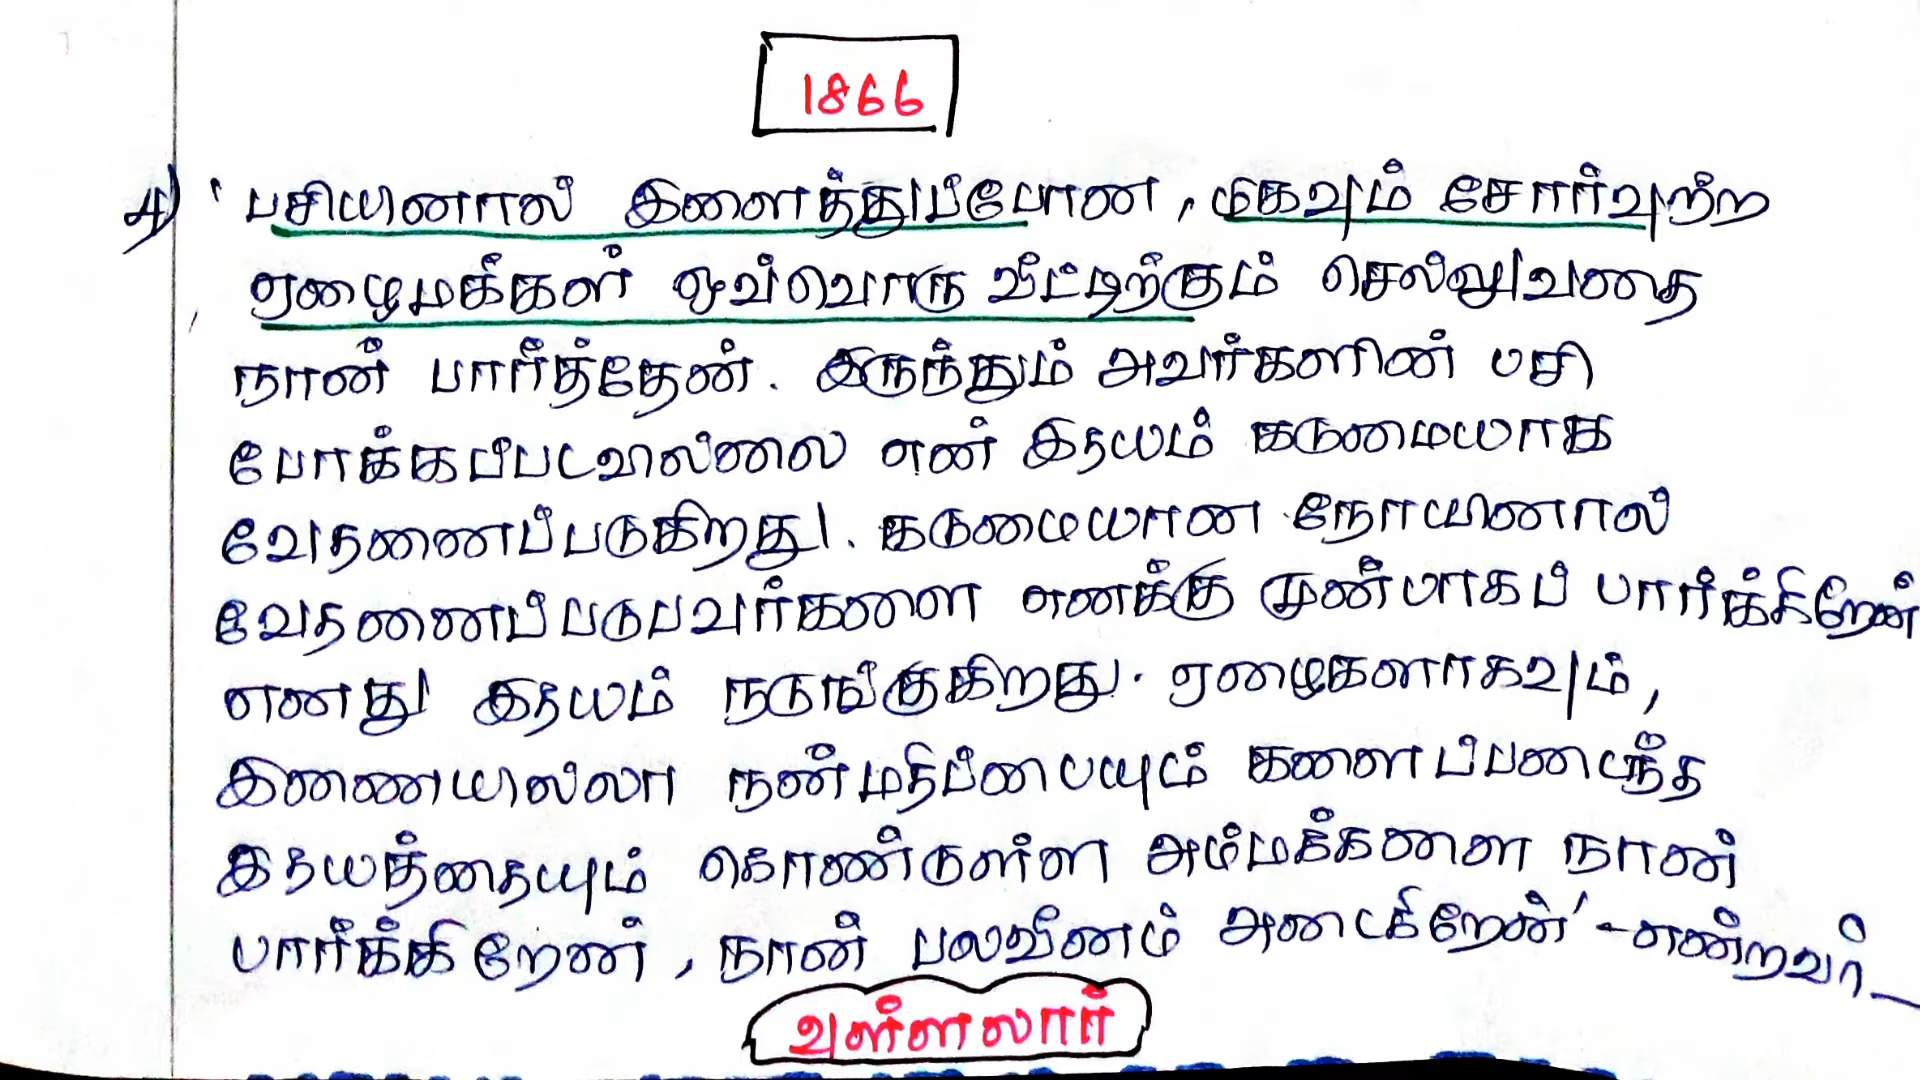 1866
4) 'பசியினால் இளைத்துப்போன, மிகவும் சோர்வுற்ற
ஏழைமக்கள் ஒவ்வொரு வீட்டிற்கும் செல்லுவதை
நான் பார்த்தேன். இருந்தும் அவர்களின் பசி
போக்கப்படவில்லை என் இதயம் கடுமையாக
வேதணைப்படுகிறது. கடுமையான நோயினால்
வேதணைப்படுபவர்களை எனக்கு முன்பாகப் பார்க்கிறேன்
எனது இதயம் நடுங்குகிறது. ஏழைகளாகவும்,
இணையில்லா நன்மதிப்பையும் களைப்படைந்த
இதயத்தையும் கொண்டுள்ள அம்மக்களை நான்
பார்க்கிறேன், நான் பலவீனம் அடைகிறேன்' - என்றவர் _
வள்ளலார்